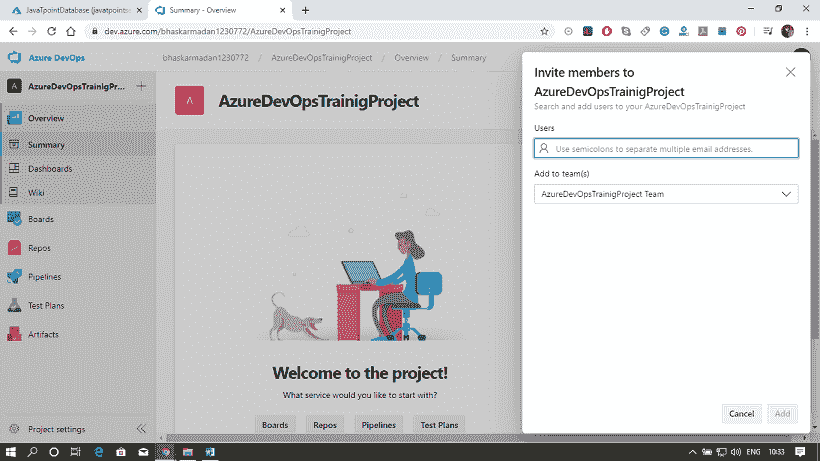 JavaTpointDatabase (javatpoints
Summary - Overview
dev.azure.com/bhaskarmadan1230772/AzureDevOpsTrainigProject
Azure DevOps
bhaskarmadan1230772 / AzureDevOpsTrainigProject / Overview / Summary
A AzureDevOpsTrainigPr...
Overview
Summary
Dashboards
Wiki
Boards
Repos
Pipelines
Test Plans
Artifacts
Project settings
A AzureDevOpsTrainigProject
Welcome to the project!
What service would you like to start with?
Boards Repos Pipelines Test Plans
Invite members to
AzureDevOpsTrainigProject
Search and add users to your AzureDevOpsTrainigProject
Users
Use semicolons to separate multiple email addresses.
Add to team(s)
AzureDevOpsTrainigProject Team
Cancel Add
ENG 10:33